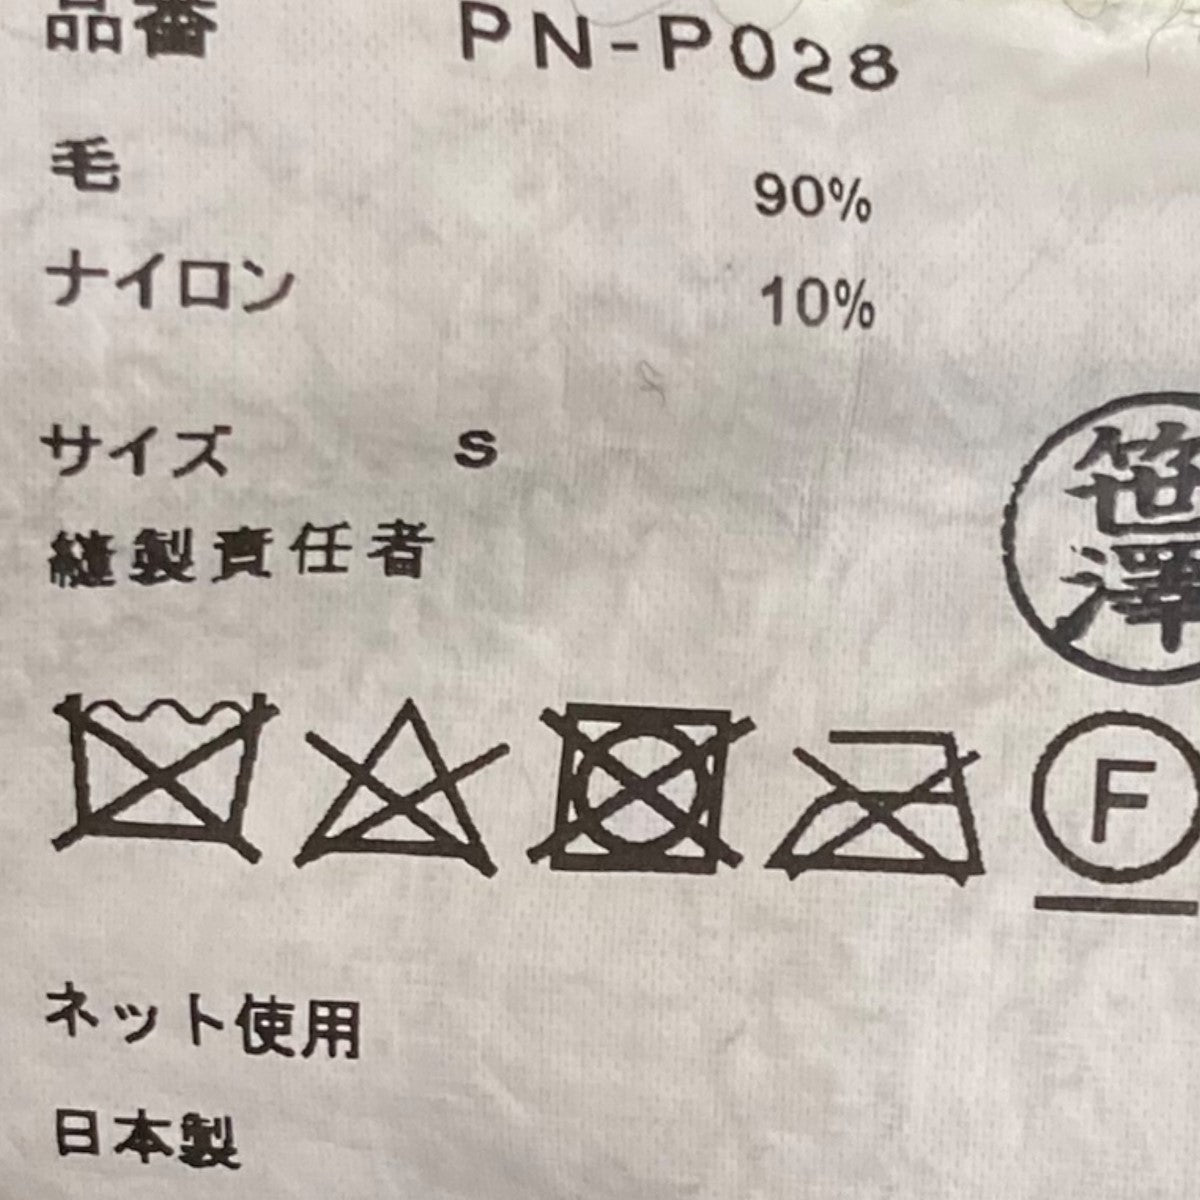 品番 PN-P028
毛 90%
ナイロン 10%
サイズ S
縫製責任者
笹
澤
F
ネット使用
日本製